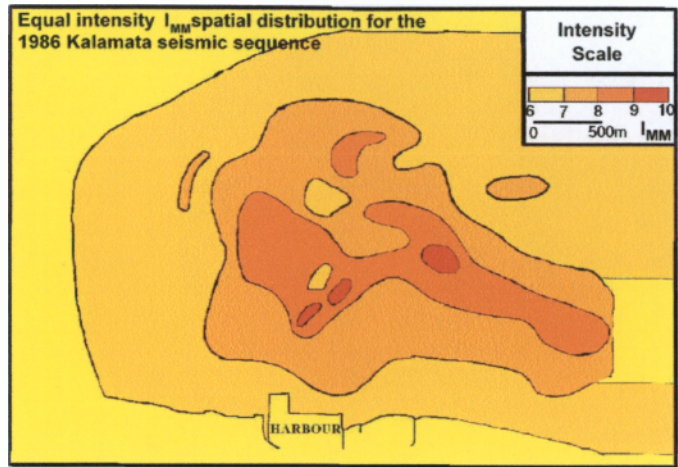 Equal intensity IMM spatial distribution for the
1986 Kalamata seismic sequence
Intensity
Scale
6 7 8 9 10
0 500m IMM
HARBOUR